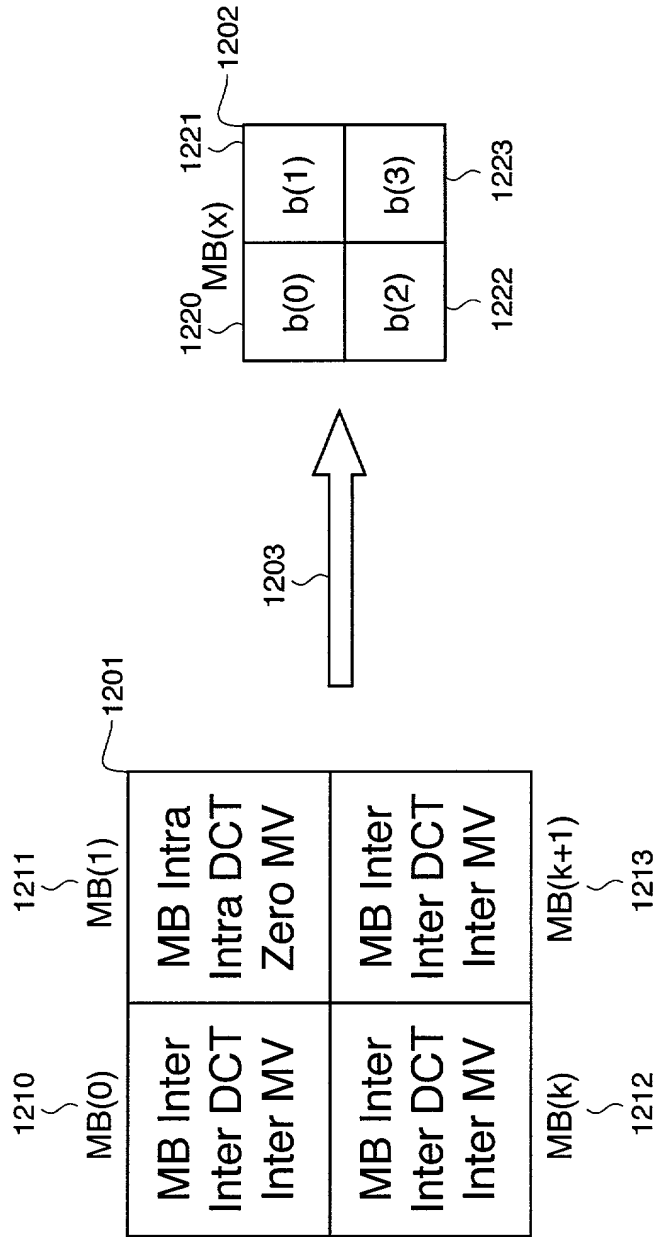 1210
1211
MB(0)
MB(1)
1201
MB Inter
Inter DCT
Inter MV
MB Intra
Intra DCT
Zero MV
MB Inter
Inter DCT
Inter MV
MB Inter
Inter DCT
Inter MV
MB(k)
MB(k+1)
1212
1213
1203
MB(x)
1220
1221
1202
b(0)
b(1)
b(2)
b(3)
1222
1223